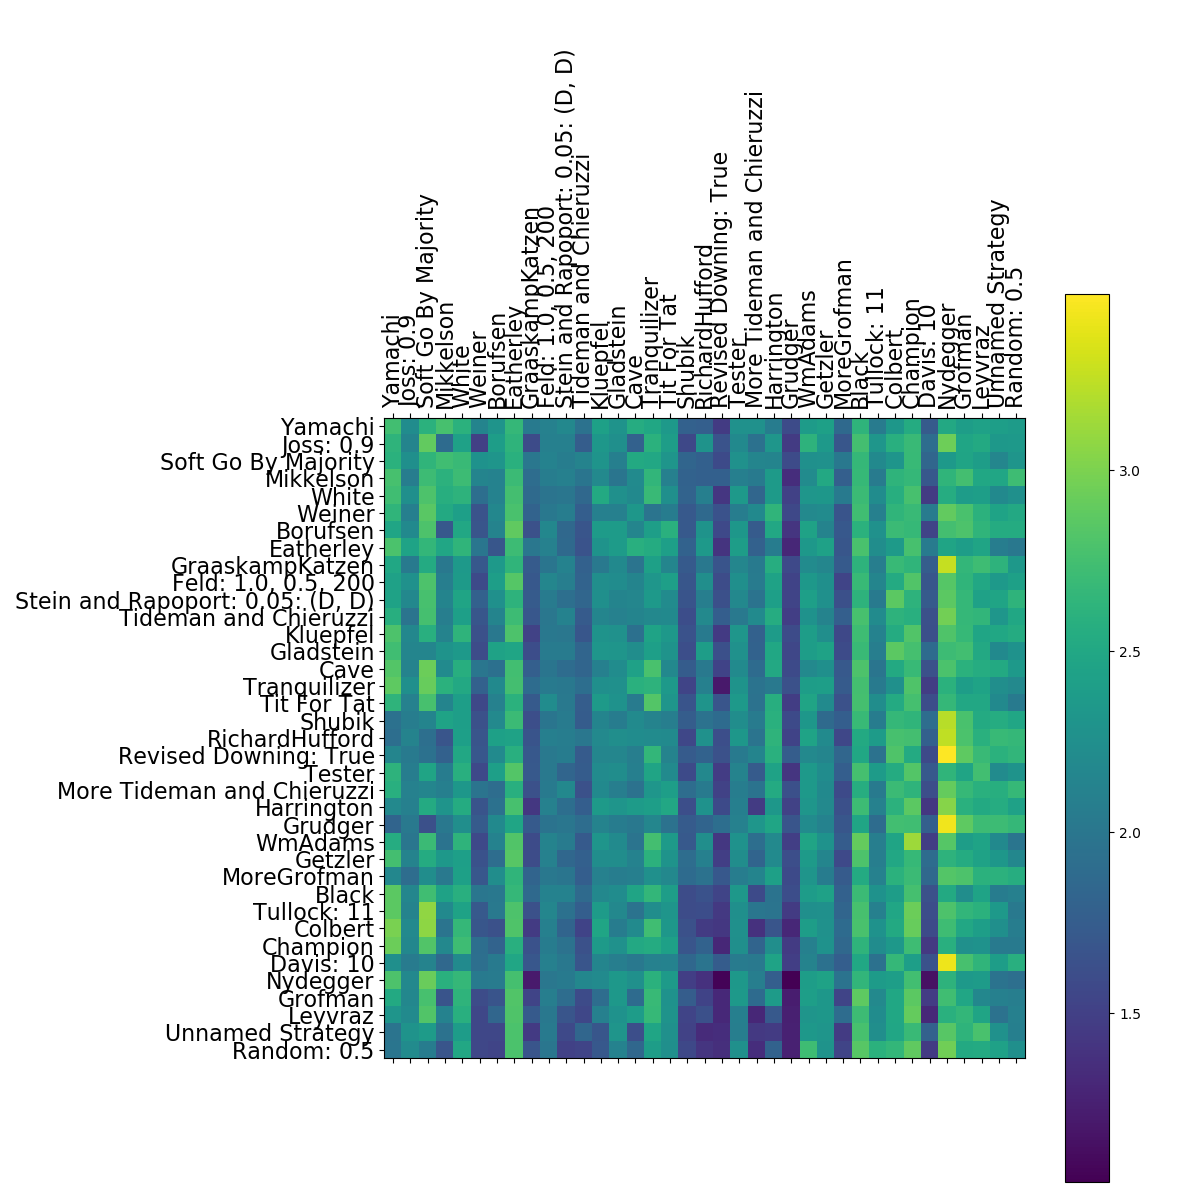 Yamachi
Joss: 0.9
Soft Go By Majority
Mikkelson
White
Weiner
Borufsen
Eatherley
GraaskampKatzen
Feld: 1.0, 0.5, 200
Stein and Rapoport: 0.05: (D, D)
Tideman and Chieruzzi
Kluepfel
Gladstein
Cave
Tranquilizer
Tit For Tat
Shubik
RichardHufford
Revised Downing: True
Tester
More Tideman and Chieruzzi
Harrington
Grudger
WmAdams
Getzler
MoreGrofman
Black
Tullock: 11
Colbert
Champion
Davis: 10
Nydegger
Grofman
Leyvraz
Unnamed Strategy
Random: 0.5
Yamachi
Joss: 0.9
Soft Go By Majority
Mikkelson
White
Weiner
Borufsen
Eatherley
GraaskampKatzen
Feld: 1.0, 0.5, 200
Stein and Rapoport: 0.05: (D, D)
Tideman and Chieruzzi
Kluepfel
Gladstein
Cave
Tranquilizer
Tit For Tat
Shubik
RichardHufford
Revised Downing: True
Tester
More Tideman and Chieruzzi
Harrington
Grudger
WmAdams
Getzler
MoreGrofman
Black
Tullock: 11
Colbert
Champion
Davis: 10
Nydegger
Grofman
Leyvraz
Unnamed Strategy
Random: 0.5
3.0
2.5
2.0
1.5